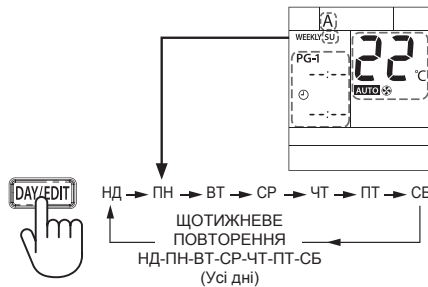 A
WEEKLY SU
PG-1
--:--
--:--
22 °C
AUTO
DAY/EDIT
НД ПН ВТ СР ЧТ ПТ СБ
ЩОТИЖНЕВЕ
ПОВТОРЕННЯ
НД-ПН-ВТ-СР-ЧТ-ПТ-СБ
(Усі дні)